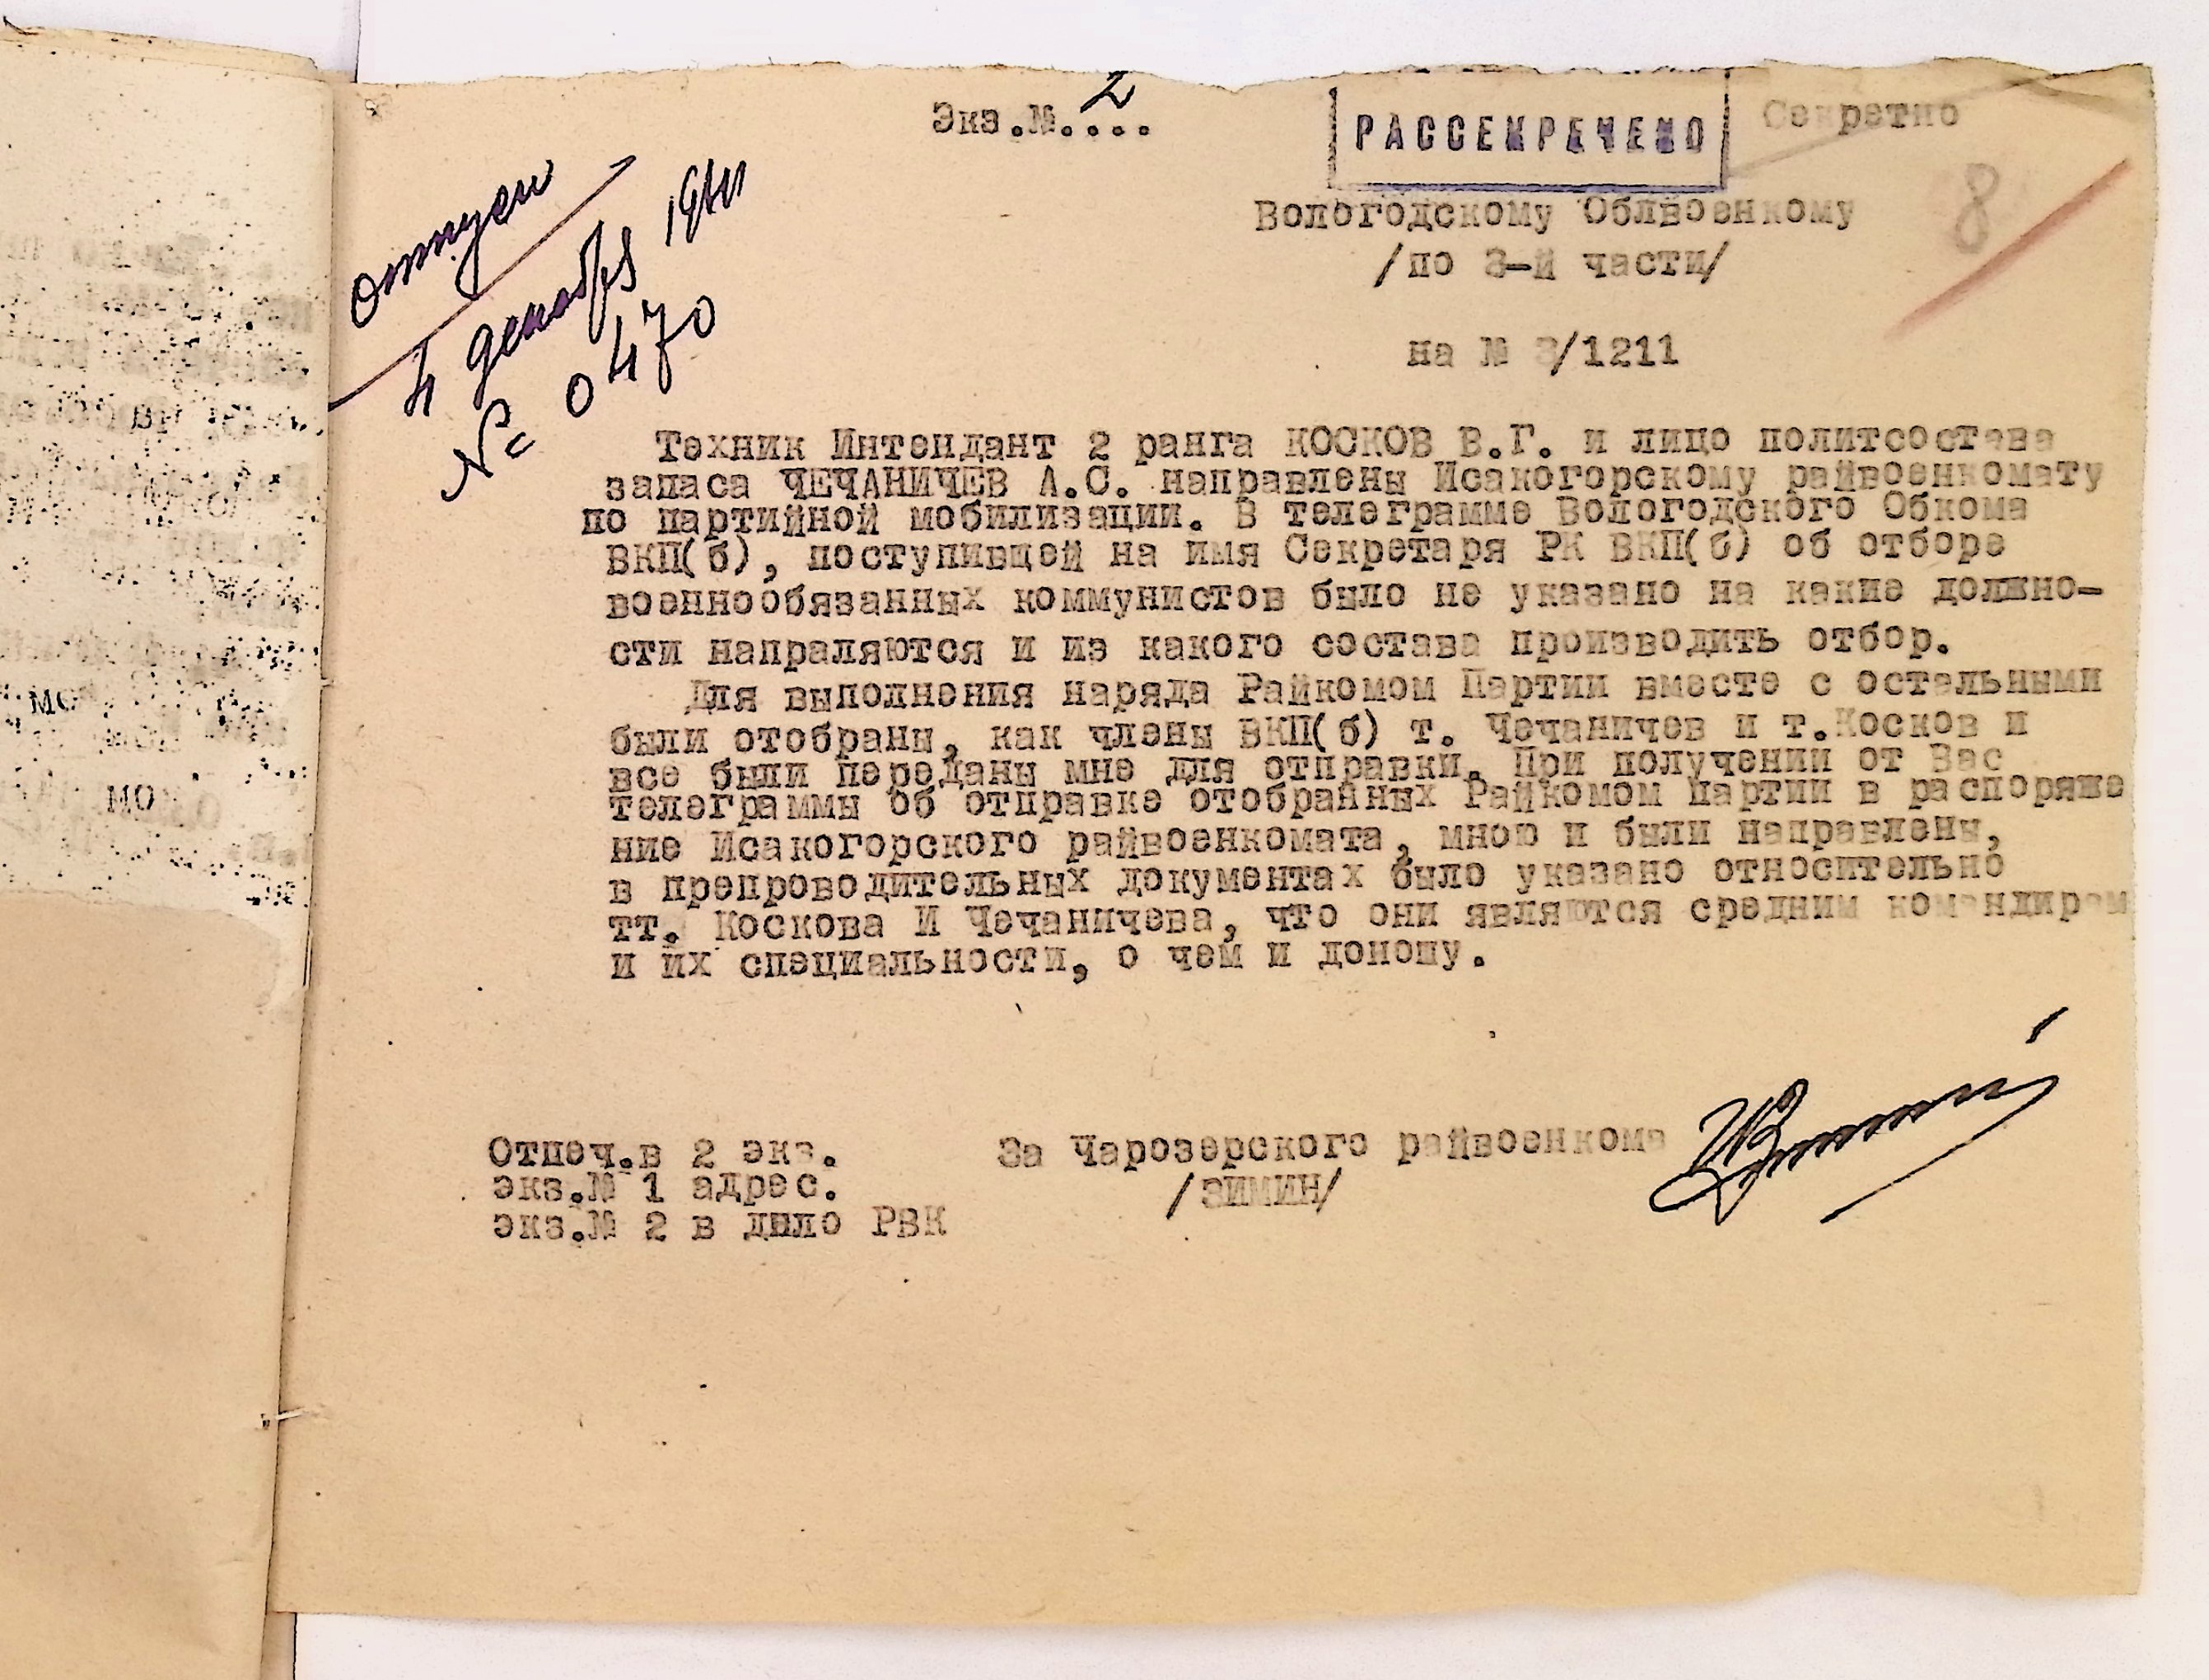 Экз.№.... 2
РАССЕКРЕЧЕНО
Секретно
8
Вологодскому Облвоенкому
/по 3-й части/
на № 3/1211
отпуск
4 декабря 1941
№ 0470
Техник Интендант 2 ранга КОСКОВ В.Г. и лицо политсостава
запаса ЧЕЧАНИЧЕВ А.С. направлены Исакогорскому райвоенкомату
по партийной мобилизации. В телеграмме Вологодского Обкома
ВКП(б), поступившей на имя Секретаря РК ВКП(б) об отборе
военнообязанных коммунистов было не указано на какие должно-
сти напраляются и из какого состава производить отбор.
Для выполнения наряда Райкомом Партии вместе с остальными
были отобраны, как члены ВКП(б) т. Чечаничев и т.Косков и
все были переданы мне для отправки. При получении от Вас
телеграммы об отправке отобранных Райкомом партии в распоряже
ние Исакогорского райвоенкомата, мною и были направлены,
в препроводительных документах было указано относительно
тт. Коскова И Чечаничева, что они являются средним командиром
и их специальности, о чем и доношу.
За Чарозерского райвоенкома
/ЗИМИН/
Отпеч.в 2 экз.
экз.№ 1 адрес.
экз.№ 2 в дело РВК